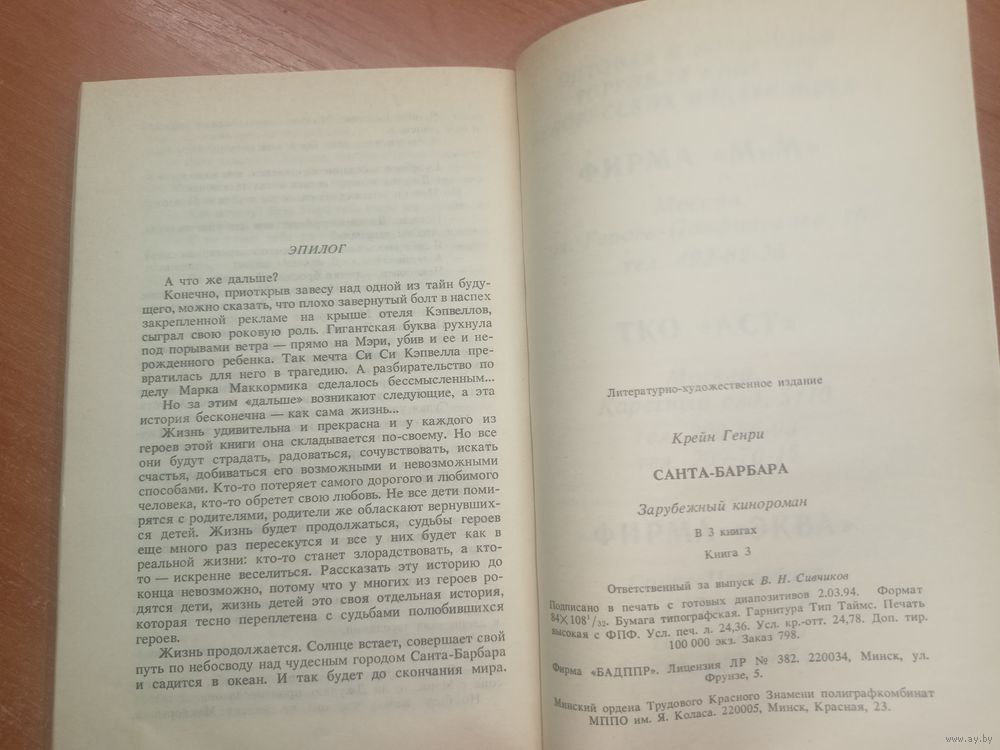 ЭПИЛОГ
А что же дальше?
Конечно, приоткрыв завесу над одной из тайн буду-
щего, можно сказать, что плохо завернутый болт в наспех
закрепленной рекламе на крыше отеля Кэпвеллов,
сыграл свою роковую роль. Гигантская буква рухнула
под порывами ветра — прямо на Мэри, убив и ее и не-
рожденного ребенка. Так мечта Си Си Кэпвелла пре-
вратилась для него в трагедию. А разбирательство по
делу Марка Маккормика сделалось бессмысленным...
Но за этим «дальше» возникают следующие, а эта
история бесконечна — как сама жизнь...
Жизнь удивительна и прекрасна и у каждого из
героев этой книги она складывается по-своему. Но все
они будут страдать, радоваться, сочувствовать, искать
счастья, добиваться его возможными и невозможными
способами. Кто-то потеряет самого дорогого и любимого
человека, кто-то обретет свою любовь. Не все дети поми-
рятся с родителями, родители же обласкают вернувших-
ся детей. Жизнь будет продолжаться, судьбы героев
еще много раз пересекутся и все у них будет как в
реальной жизни: кто-то станет злорадствовать, а кто-
то — искренне веселиться. Рассказать эту историю до
конца невозможно, потому что у многих из героев ро-
дятся дети, жизнь детей это своя отдельная история,
которая тесно переплетена с судьбами полюбившихся
героев.
Жизнь продолжается. Солнце встает, совершает свой
путь по небосводу над чудесным городом Санта-Барбара
и садится в океан. И так будет до скончания мира.
Литературно-художественное издание
Крейн Генри
САНТА-БАРБАРА
Зарубежный кинороман
В 3 книгах
Книга 3
Ответственный за выпуск В. Н. Сивчиков
Подписано в печать с готовых диапозитивов 2.03.94. Формат
84×108¹/₃₂. Бумага типографская. Гарнитура Тип Таймс. Печать
высокая с ФПФ. Усл. печ. л. 24,36. Усл. кр.-отт. 24,78. Доп. тир.
100 000 экз. Заказ 798.
Фирма «БАДППР». Лицензия ЛР № 382. 220034, Минск, ул.
Фрунзе, 5.
Минский ордена Трудового Красного Знамени полиграфкомбинат
МППО им. Я. Коласа. 220005, Минск, Красная, 23.
www.ay.by